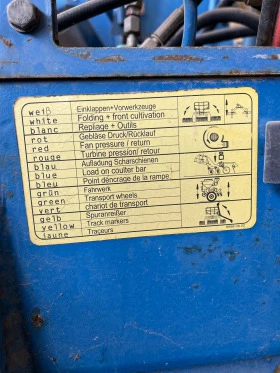 weiß Einklappen+Vorwerkzeuge
white Folding + front cultivation
blanc Repliage + Outils
rot Gebläse Druck/Rücklauf
red Fan pressure / return
rouge Turbine pression/ retour
blau Aufladung Scharschienen
blue Load on coulter bar
bleu Point déncrage de la rampe
grün Fahrwerk
green Transport wheels
vert chariot de transport
gelb Spuranreißer
yellow Track markers
jaune Traceurs